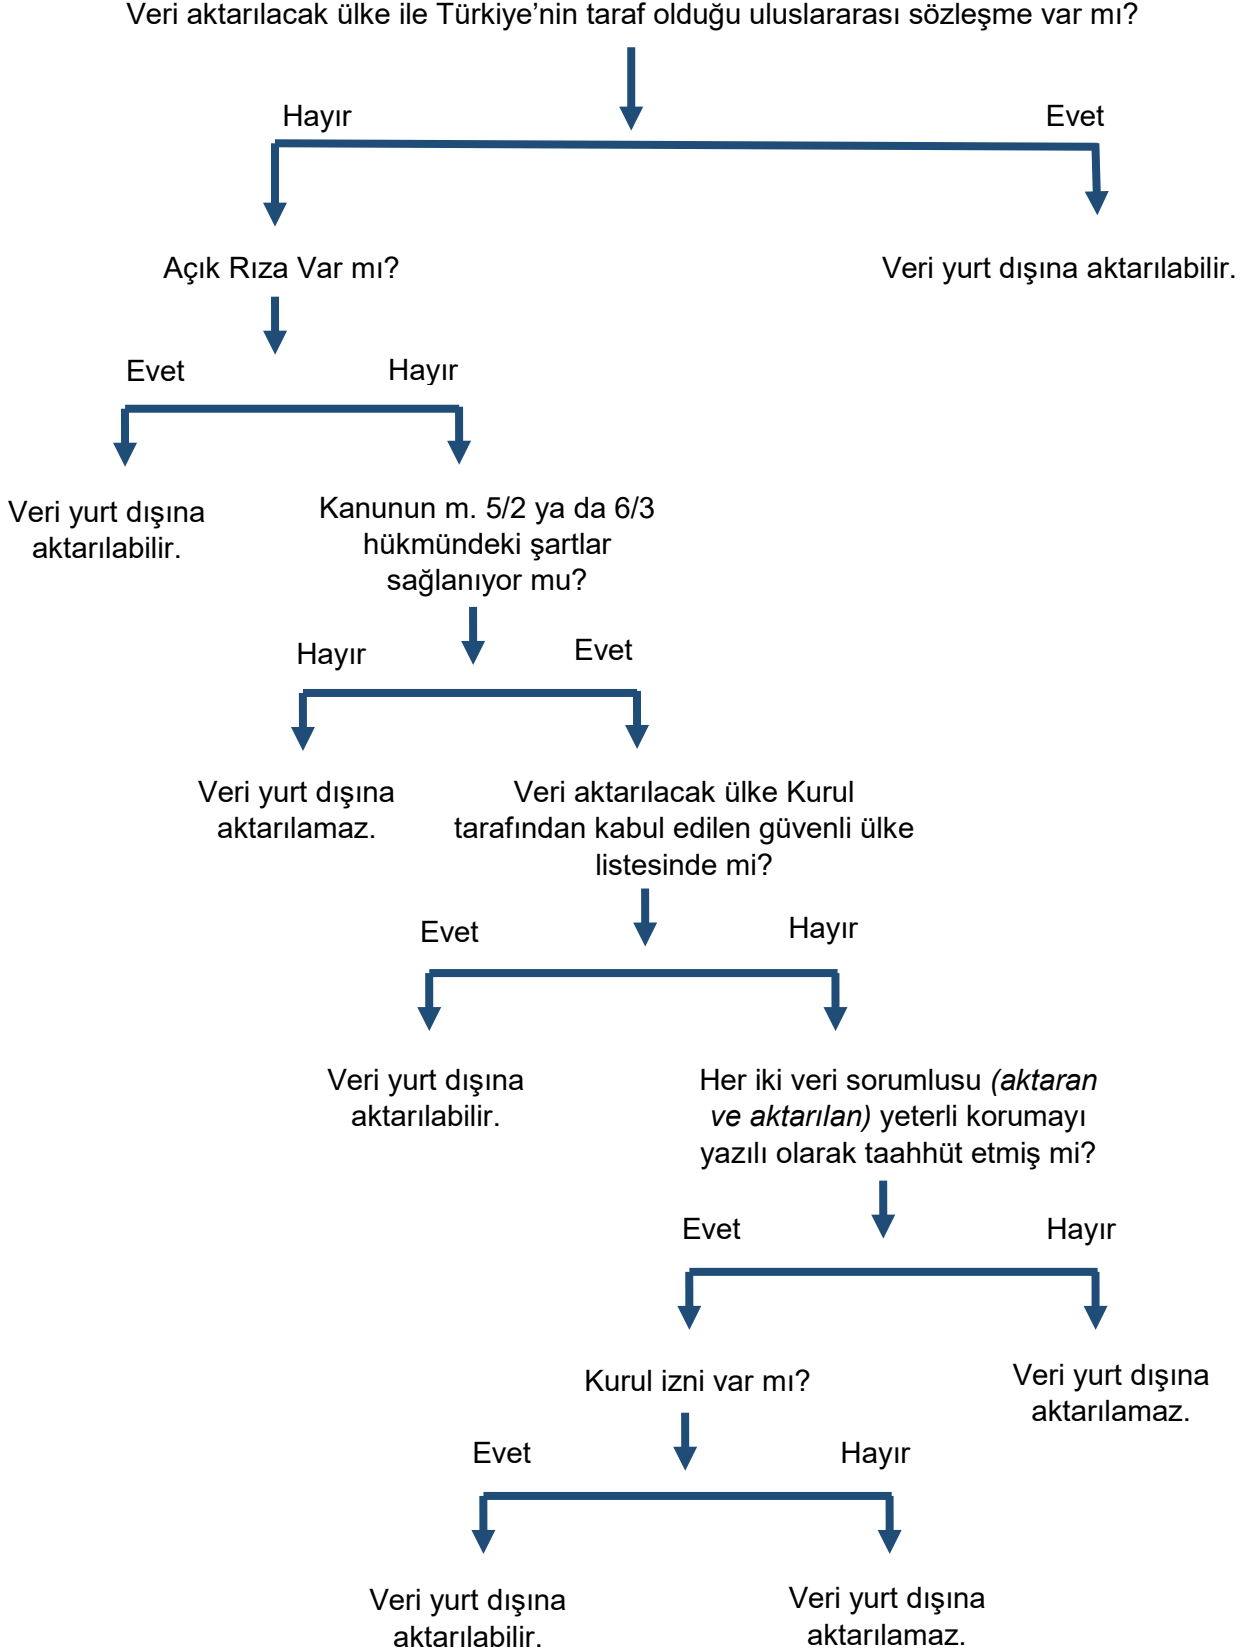 Veri aktarılacak ülke ile Türkiye’nin taraf olduğu uluslararası sözleşme var mı?
Hayır
Evet
Açık Rıza Var mı?
Veri yurt dışına aktarılabilir.
Evet
Hayır
Veri yurt dışına
aktarılabilir.
Kanunun m. 5/2 ya da 6/3
hükmündeki şartlar
sağlanıyor mu?
Hayır
Evet
Veri yurt dışına
aktarılamaz.
Veri aktarılacak ülke Kurul
tarafından kabul edilen güvenli ülke
listesinde mi?
Evet
Hayır
Veri yurt dışına
aktarılabilir.
Her iki veri sorumlusu (aktaran
ve aktarılan) yeterli korumayı
yazılı olarak taahhüt etmiş mi?
Evet
Hayır
Kurul izni var mı?
Veri yurt dışına
aktarılamaz.
Evet
Hayır
Veri yurt dışına
aktarılabilir.
Veri yurt dışına
aktarılamaz.